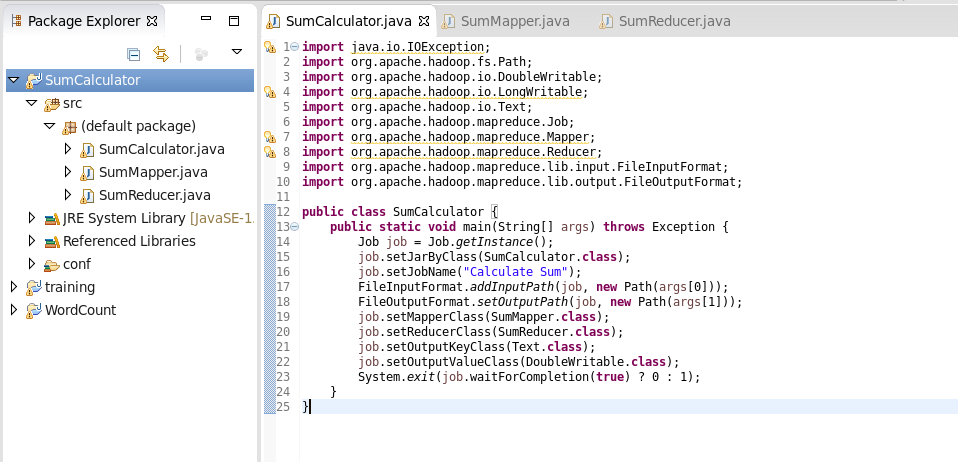 Package Explorer
SumCalculator
src
(default package)
SumCalculator.java
SumMapper.java
SumReducer.java
JRE System Library [JavaSE-1.
Referenced Libraries
conf
training
WordCount
SumCalculator.java SumMapper.java SumReducer.java
1 import java.io.IOException;
2 import org.apache.hadoop.fs.Path;
3 import org.apache.hadoop.io.DoubleWritable;
4 import org.apache.hadoop.io.LongWritable;
5 import org.apache.hadoop.io.Text;
6 import org.apache.hadoop.mapreduce.Job;
7 import org.apache.hadoop.mapreduce.Mapper;
8 import org.apache.hadoop.mapreduce.Reducer;
9 import org.apache.hadoop.mapreduce.lib.input.FileInputFormat;
10 import org.apache.hadoop.mapreduce.lib.output.FileOutputFormat;
11
12 public class SumCalculator {
13     public static void main(String[] args) throws Exception {
14         Job job = Job.getInstance();
15         job.setJarByClass(SumCalculator.class);
16         job.setJobName("Calculate Sum");
17         FileInputFormat.addInputPath(job, new Path(args[0]));
18         FileOutputFormat.setOutputPath(job, new Path(args[1]));
19         job.setMapperClass(SumMapper.class);
20         job.setReducerClass(SumReducer.class);
21         job.setOutputKeyClass(Text.class);
22         job.setOutputValueClass(DoubleWritable.class);
23         System.exit(job.waitForCompletion(true) ? 0 : 1);
24     }
25 }